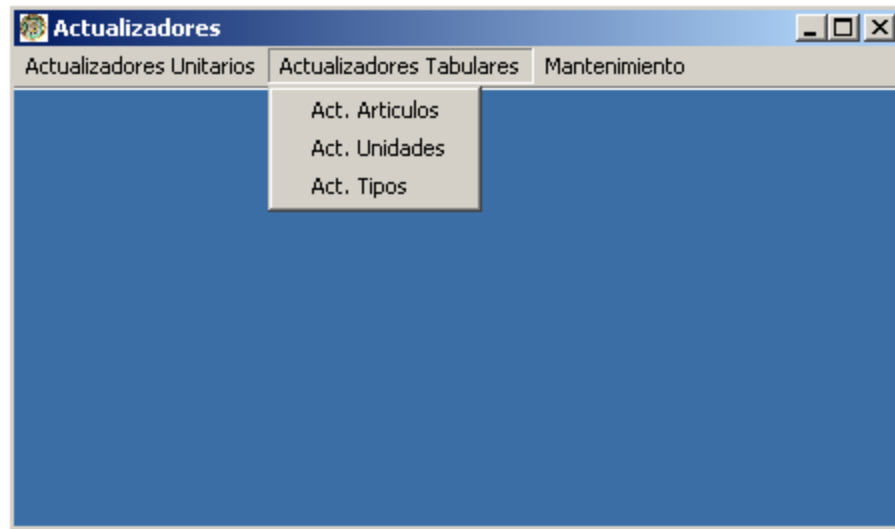 Actualizadores
Actualizadores Unitarios Actualizadores Tabulares Mantenimiento
Act. Articulos
Act. Unidades
Act. Tipos